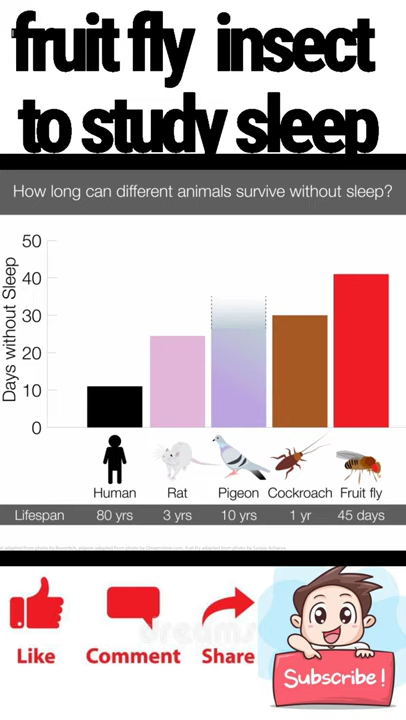 fruit fly insect
to study sleep
How long can different animals survive without sleep?
Days without Sleep
50
40
30
20
10
0
Human Rat Pigeon Cockroach Fruit fly
Lifespan 80 yrs 3 yrs 10 yrs 1 yr 45 days
dreams
Like Comment Share
Subscribe!